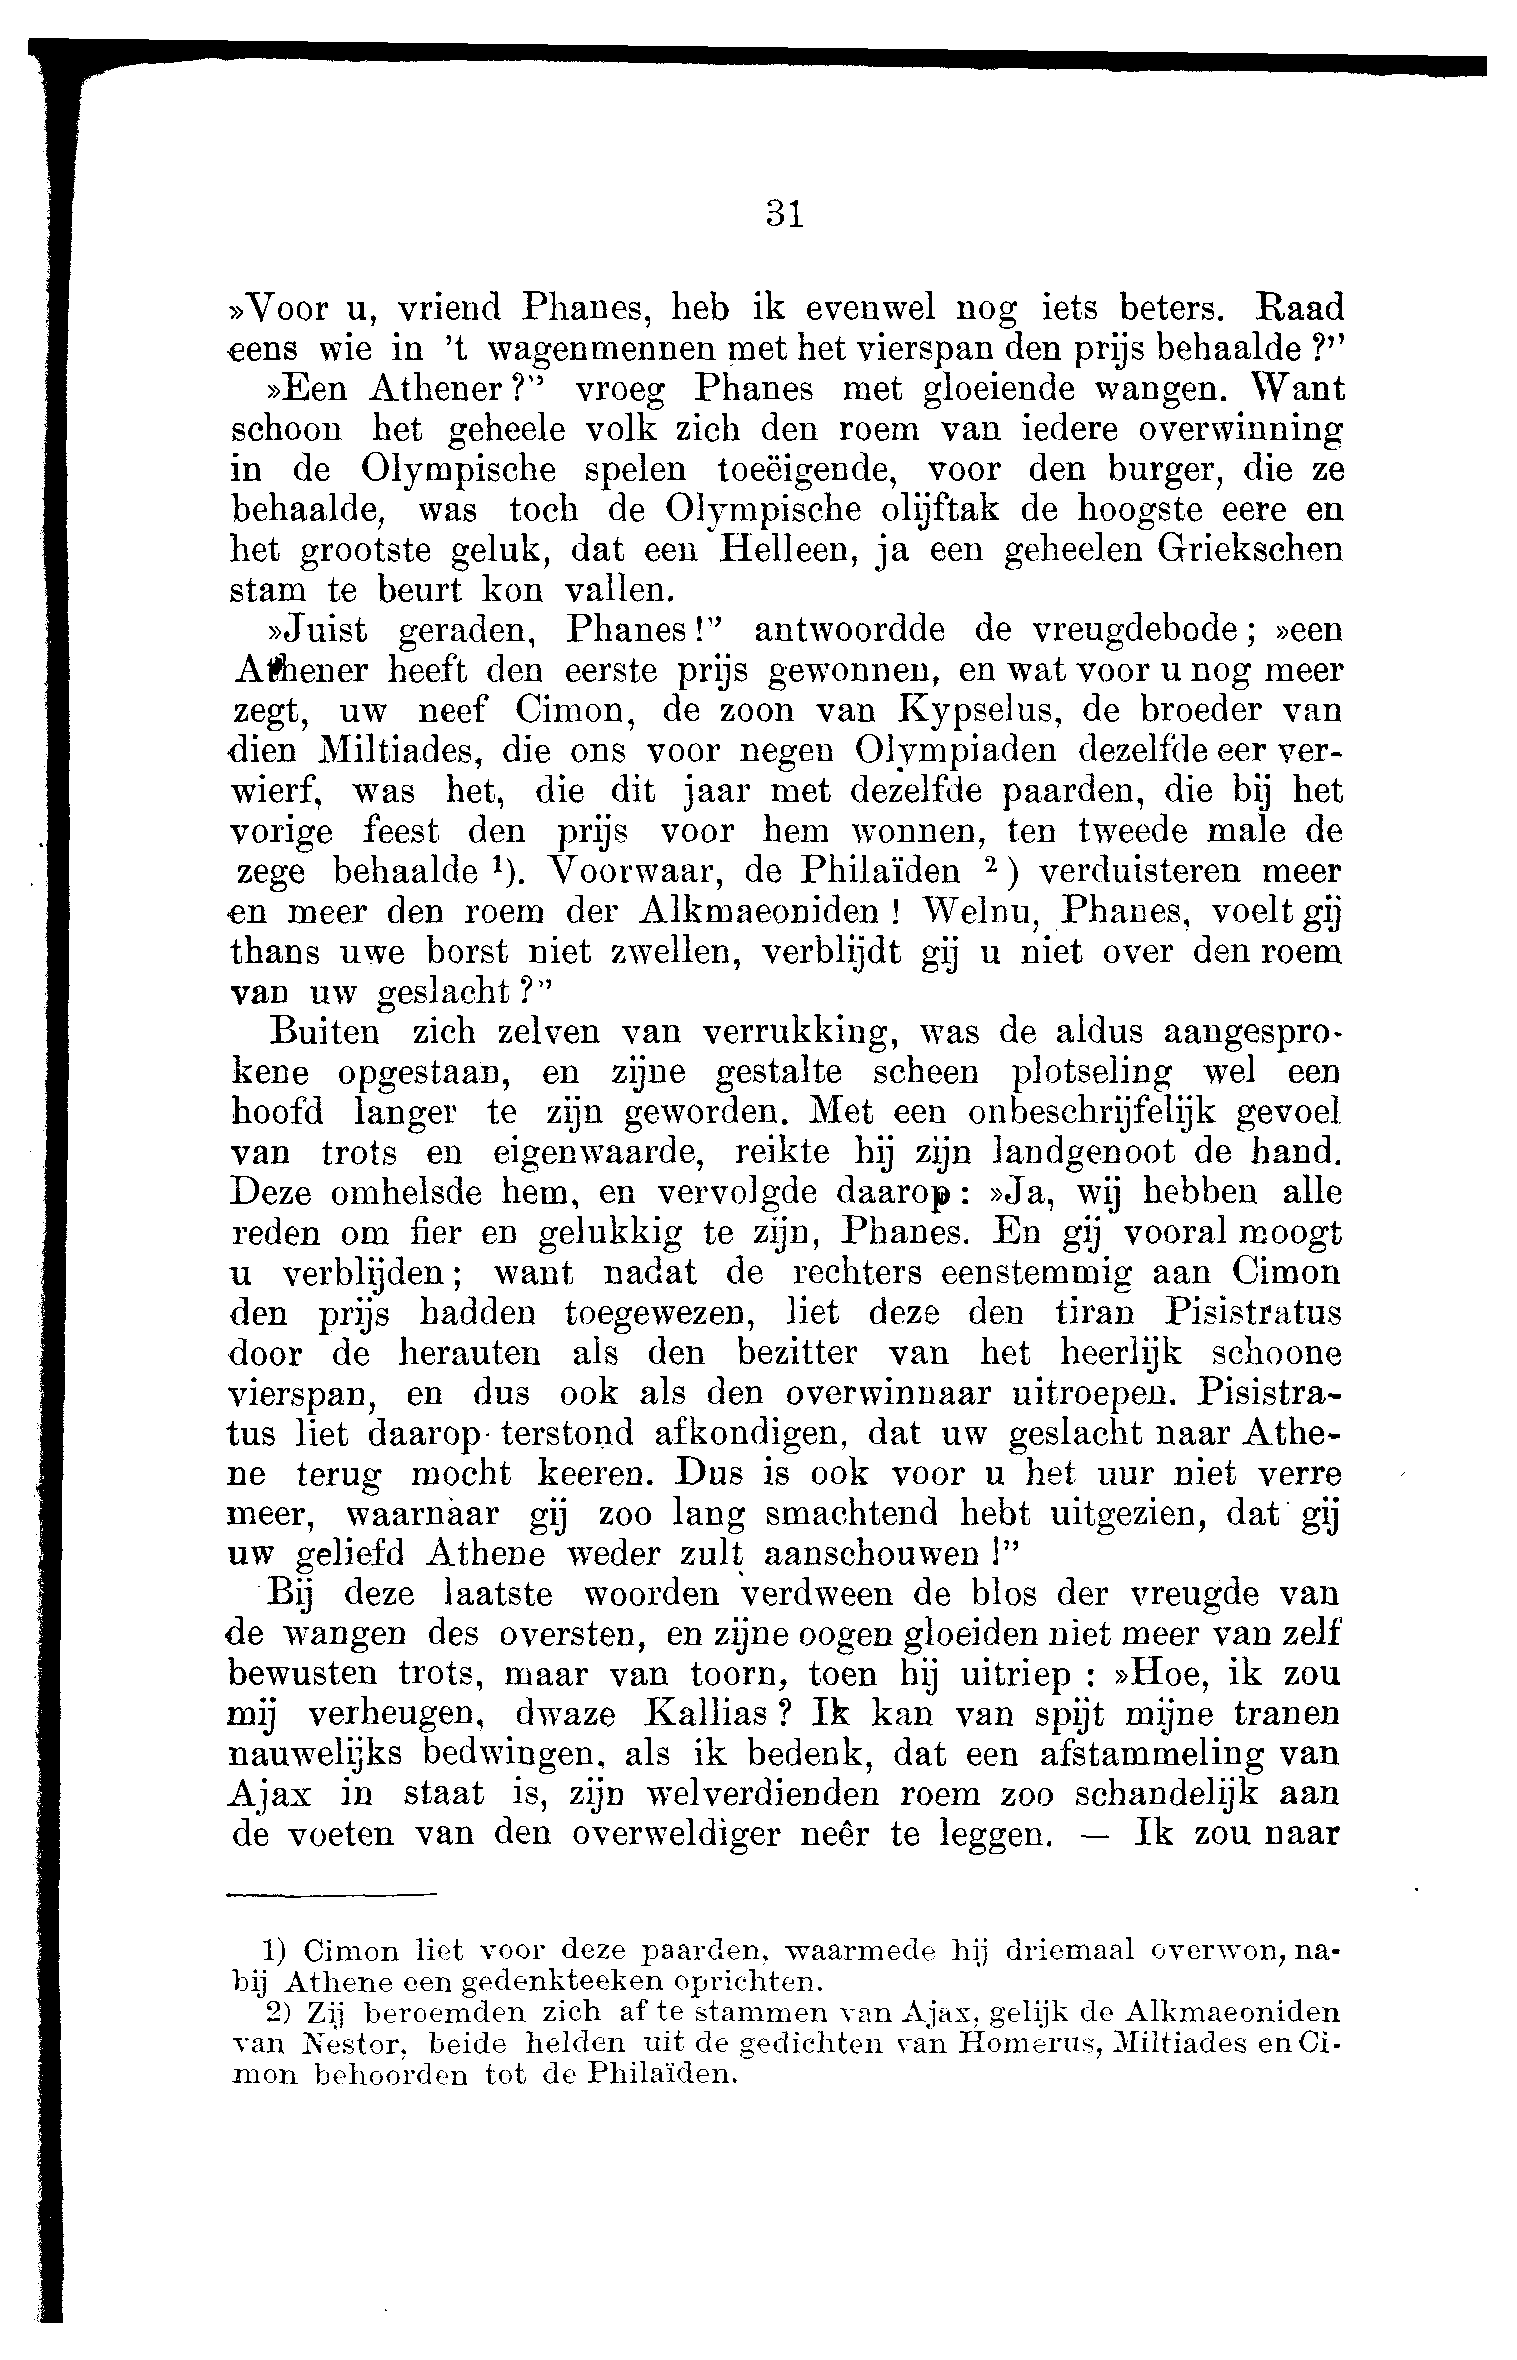 31
»Voor u, vriend Phanes, heb ik evenwel nog iets beters. Raad
eens wie in 't wagenmennen met het vierspan den prijs behaalde?”
»Een Athener?” vroeg Phanes met gloeiende wangen. Want
schoon het geheele volk zich den roem van iedere overwinning
in de Olympische spelen toeëigende, voor den burger, die ze
behaalde, was toch de Olympische olijftak de hoogste eere en
het grootste geluk, dat een Helleen, ja een geheelen Griekschen
stam te beurt kon vallen.
»Juist geraden, Phanes!” antwoordde de vreugdebode; »een
Athener heeft den eerste prijs gewonnen, en wat voor u nog meer
zegt, uw neef Cimon, de zoon van Kypselus, de broeder van
dien Miltiades, die ons voor negen Olympiaden dezelfde eer ver-
wierf, was het, die dit jaar met dezelfde paarden, die bij het
vorige feest den prijs voor hem wonnen, ten tweede male de
zege behaalde ¹). Voorwaar, de Philaïden ²) verduisteren meer
en meer den roem der Alkmaeoniden! Welnu, Phanes, voelt gij
thans uwe borst niet zwellen, verblijdt gij u niet over den roem
van uw geslacht?”
Buiten zich zelven van verrukking, was de aldus aangespro-
kene opgestaan, en zijne gestalte scheen plotseling wel een
hoofd langer te zijn geworden. Met een onbeschrijfelijk gevoel
van trots en eigenwaarde, reikte hij zijn landgenoot de hand.
Deze omhelsde hem, en vervolgde daarop: »Ja, wij hebben alle
reden om fier en gelukkig te zijn, Phanes. En gij vooral moogt
u verblijden; want nadat de rechters eenstemmig aan Cimon
den prijs hadden toegewezen, liet deze den tiran Pisistratus
door de herauten als den bezitter van het heerlijk schoone
vierspan, en dus ook als den overwinnaar uitroepen. Pisistra-
tus liet daarop terstond afkondigen, dat uw geslacht naar Athe-
ne terug mocht keeren. Dus is ook voor u het uur niet verre
meer, waarnaar gij zoo lang smachtend hebt uitgezien, dat gij
uw geliefd Athene weder zult aanschouwen!”
Bij deze laatste woorden verdween de blos der vreugde van
de wangen des oversten, en zijne oogen gloeiden niet meer van zelf
bewusten trots, maar van toorn, toen hij uitriep: »Hoe, ik zou
mij verheugen, dwaze Kallias? Ik kan van spijt mijne tranen
nauwelijks bedwingen, als ik bedenk, dat een afstammeling van
Ajax in staat is, zijn welverdienden roem zoo schandelijk aan
de voeten van den overweldiger neêr te leggen. — Ik zou naar
1) Cimon liet voor deze paarden, waarmede hij driemaal overwon, na-
bij Athene een gedenkteeken oprichten.
2) Zij beroemden zich af te stammen van Ajax, gelijk de Alkmaeoniden
van Nestor, beide helden uit de gedichten van Homerus, Miltiades en Ci-
mon behoorden tot de Philaïden.